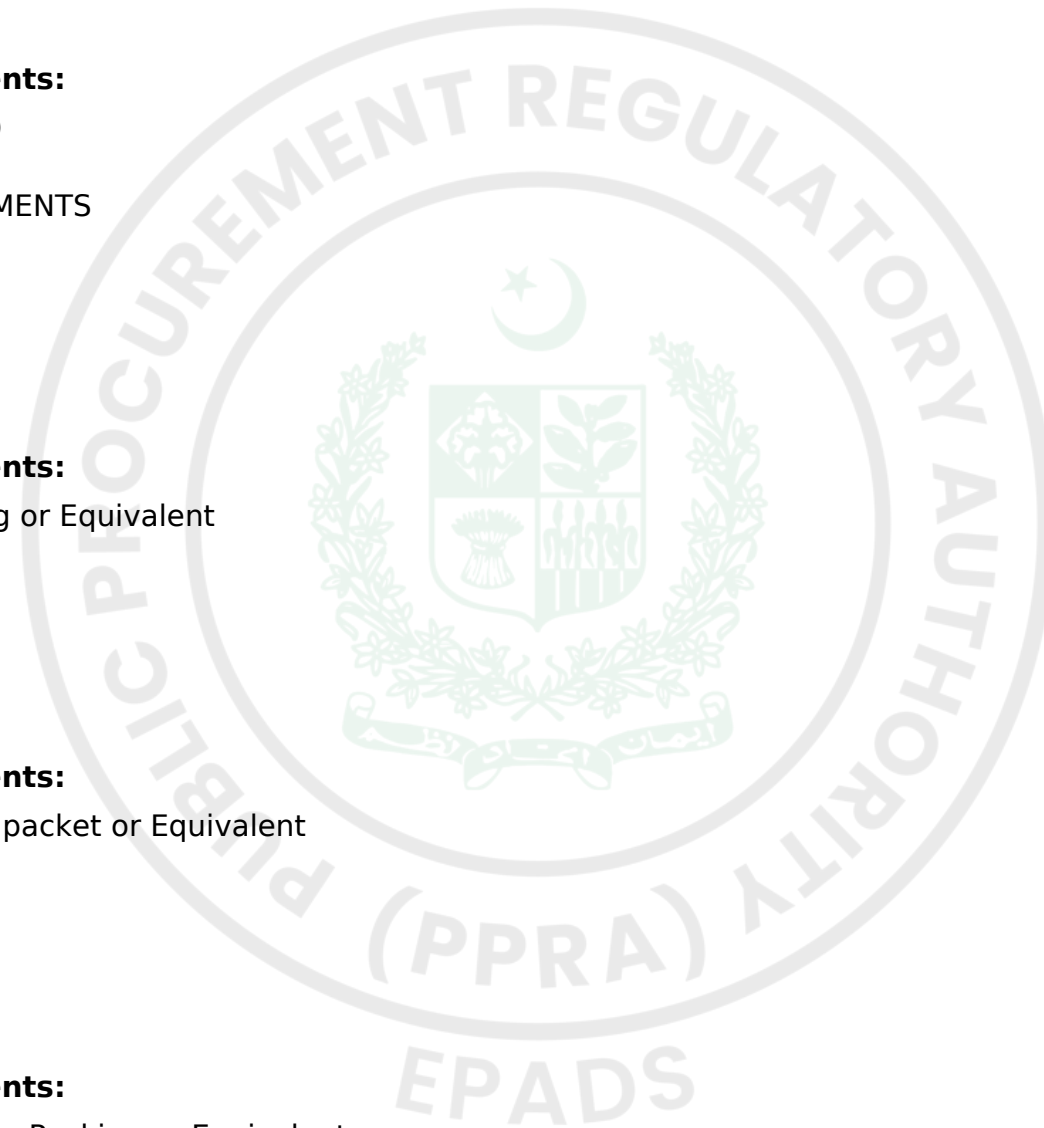 nts:
)
MENTS
nts:
g or Equivalent
nts:
packet or Equivalent
nts:
PUBLIC PROCUREMENT REGULATORY AUTHORITY
(PPRA)
EPADS